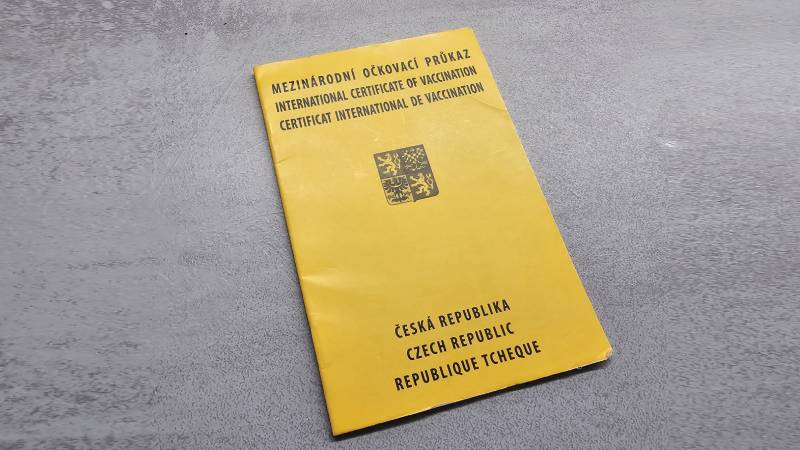 MEZINÁRODNÍ OČKOVACÍ PRŮKAZ
INTERNATIONAL CERTIFICATE OF VACCINATION
CERTIFICAT INTERNATIONAL DE VACCINATION
ČESKÁ REPUBLIKA
CZECH REPUBLIC
REPUBLIQUE TCHEQUE